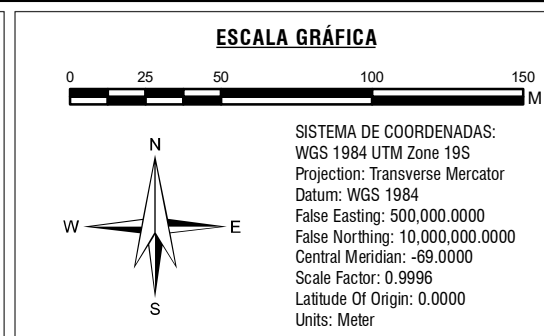 ESCALA GRÁFICA
0 25 50 100 150
M
N
W E
S
SISTEMA DE COORDENADAS:
WGS 1984 UTM Zone 19S
Projection: Transverse Mercator
Datum: WGS 1984
False Easting: 500,000.0000
False Northing: 10,000,000.0000
Central Meridian: -69.0000
Scale Factor: 0.9996
Latitude Of Origin: 0.0000
Units: Meter